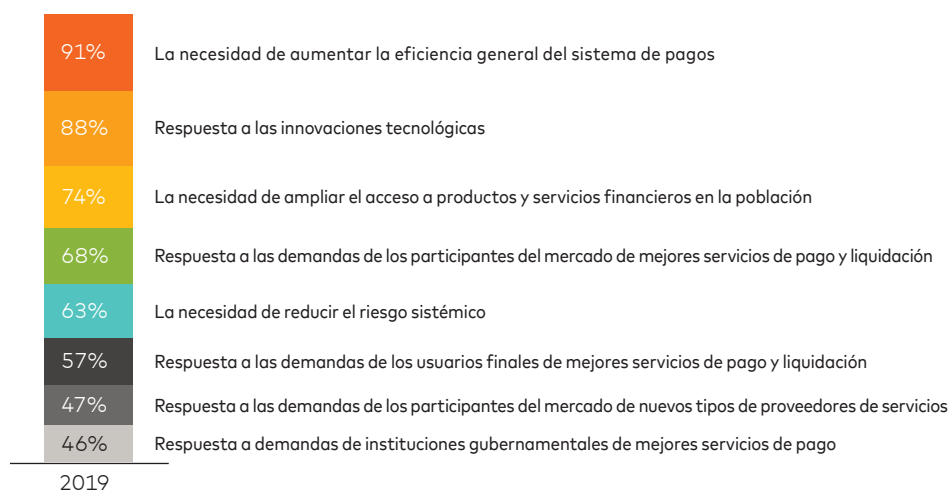 91% La necesidad de aumentar la eficiencia general del sistema de pagos
88% Respuesta a las innovaciones tecnológicas
74% La necesidad de ampliar el acceso a productos y servicios financieros en la población
68% Respuesta a las demandas de los participantes del mercado de mejores servicios de pago y liquidación
63% La necesidad de reducir el riesgo sistémico
57% Respuesta a las demandas de los usuarios finales de mejores servicios de pago y liquidación
47% Respuesta a las demandas de los participantes del mercado de nuevos tipos de proveedores de servicios
46% Respuesta a demandas de instituciones gubernamentales de mejores servicios de pago
2019